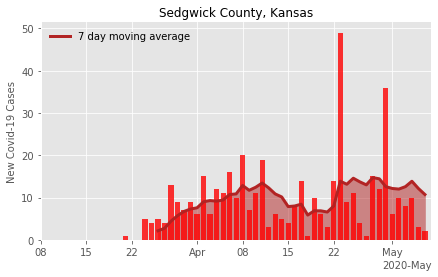 Sedgwick County, Kansas
7 day moving average
New Covid-19 Cases
50
40
30
20
10
0
08 15 22 Apr 08 15 22 May
2020-May